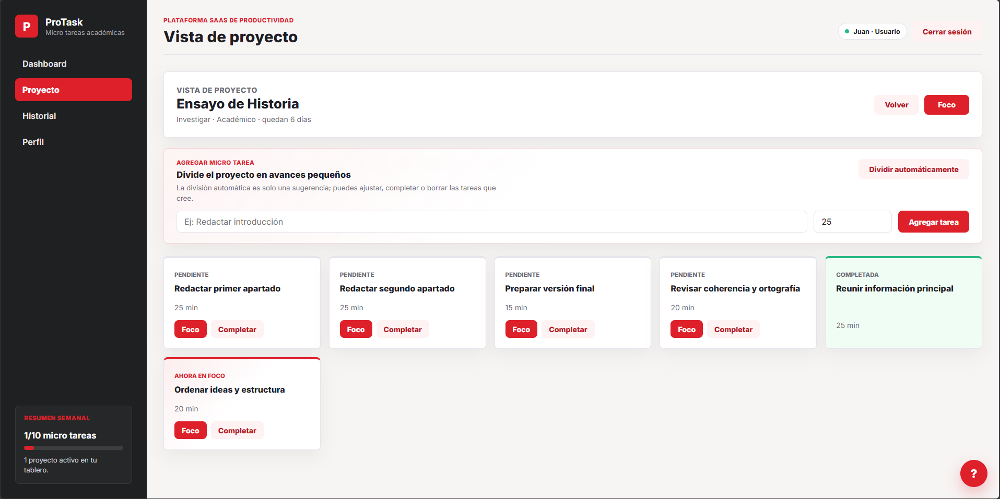 P
ProTask
Micro tareas académicas
Dashboard
Proyecto
Historial
Perfil
RESUMEN SEMANAL
1/10 micro tareas
1 proyecto activo en tu
tablero.
PLATAFORMA SAAS DE PRODUCTIVIDAD
Vista de proyecto
Juan · Usuario
Cerrar sesión
VISTA DE PROYECTO
Ensayo de Historia
Investigar · Académico · quedan 6 días
Volver
Foco
AGREGAR MICRO TAREA
Divide el proyecto en avances pequeños
La división automática es solo una sugerencia; puedes ajustar, completar o borrar las tareas que
cree.
Dividir automáticamente
Ej: Redactar introducción
25
Agregar tarea
PENDIENTE
Redactar primer apartado
25 min
Foco
Completar
PENDIENTE
Redactar segundo apartado
25 min
Foco
Completar
PENDIENTE
Preparar versión final
15 min
Foco
Completar
PENDIENTE
Revisar coherencia y ortografía
20 min
Foco
Completar
COMPLETADA
Reunir información principal
25 min
AHORA EN FOCO
Ordenar ideas y estructura
20 min
Foco
Completar
?